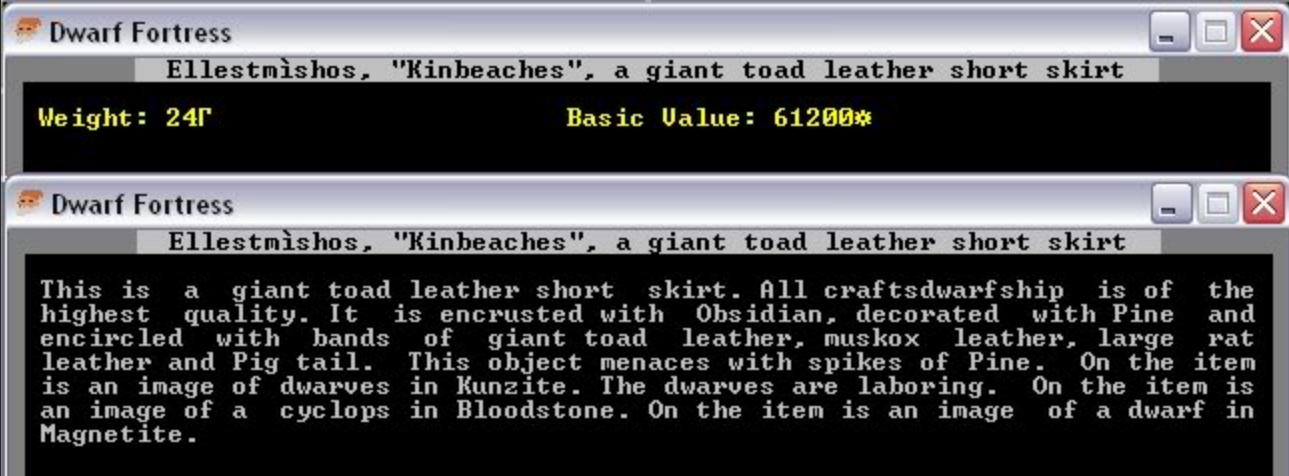 Dwarf Fortress
Ellestmìshos, "Kinbeaches", a giant toad leather short skirt
Weight: 24Γ Basic Value: 61200☼
Dwarf Fortress
Ellestmìshos, "Kinbeaches", a giant toad leather short skirt
This is a giant toad leather short skirt. All craftsdwarfship is of the
highest quality. It is encrusted with Obsidian, decorated with Pine and
encircled with bands of giant toad leather, muskox leather, large rat
leather and Pig tail. This object menaces with spikes of Pine. On the item
is an image of dwarves in Kunzite. The dwarves are laboring. On the item is
an image of a cyclops in Bloodstone. On the item is an image of a dwarf in
Magnetite.